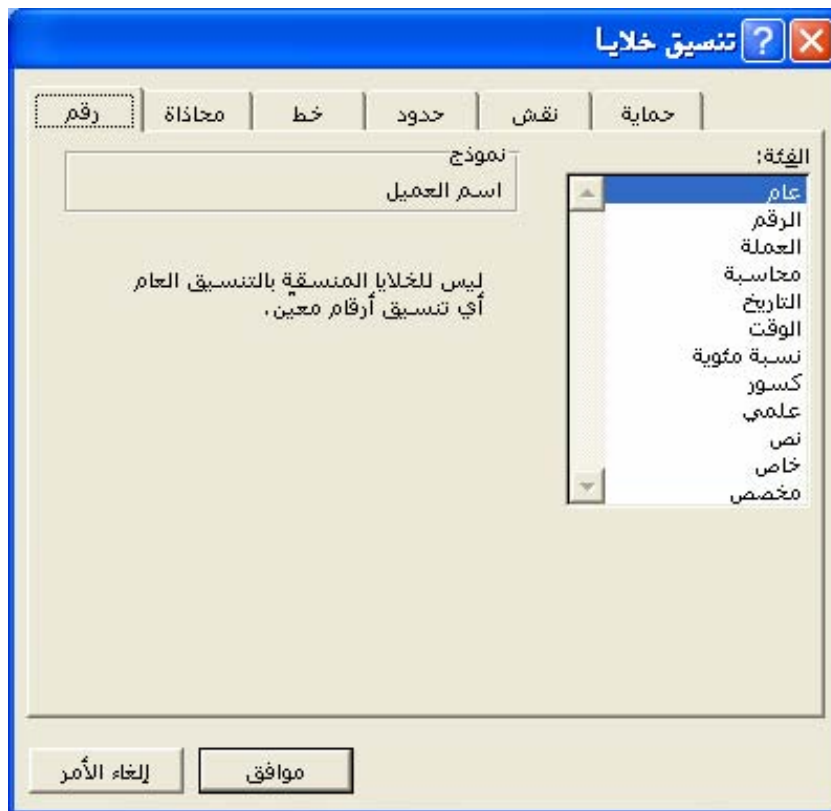 تنسيق خلايا
رقم
محاذاة
خط
حدود
نقش
حماية
الفئة:
عام
الرقم
العملة
محاسبة
التاريخ
الوقت
نسبة مئوية
كسور
علمي
نص
خاص
مخصص
نموذج
اسم العميل
ليس للخلايا المنسقة بالتنسيق العام
أي تنسيق أرقام معيّن.
موافق
إلغاء الأمر